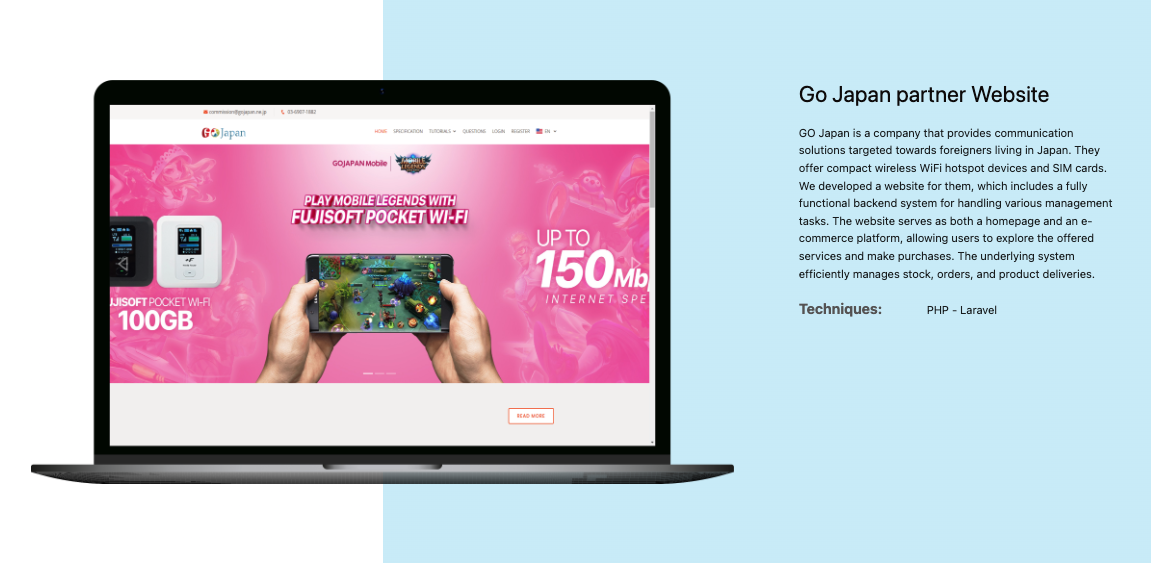 commission@gojapan.ne.jp
GO Japan
HOME SPECIFICATION TUTORIALS QUESTIONS LOGIN REGISTER EN
GOJAPAN Mobile
MOBILE LEGENDS
PLAY MOBILE LEGENDS WITH
FUJISOFT POCKET WI-FI
UJISOFT POCKET WI-FI
100GB
UP TO
150Mb
INTERNET SPE
READ MORE
Go Japan partner Website
GO Japan is a company that provides communication
solutions targeted towards foreigners living in Japan. They
offer compact wireless WiFi hotspot devices and SIM cards.
We developed a website for them, which includes a fully
functional backend system for handling various management
tasks. The website serves as both a homepage and an e-
commerce platform, allowing users to explore the offered
services and make purchases. The underlying system
efficiently manages stock, orders, and product deliveries.
Techniques: PHP - Laravel